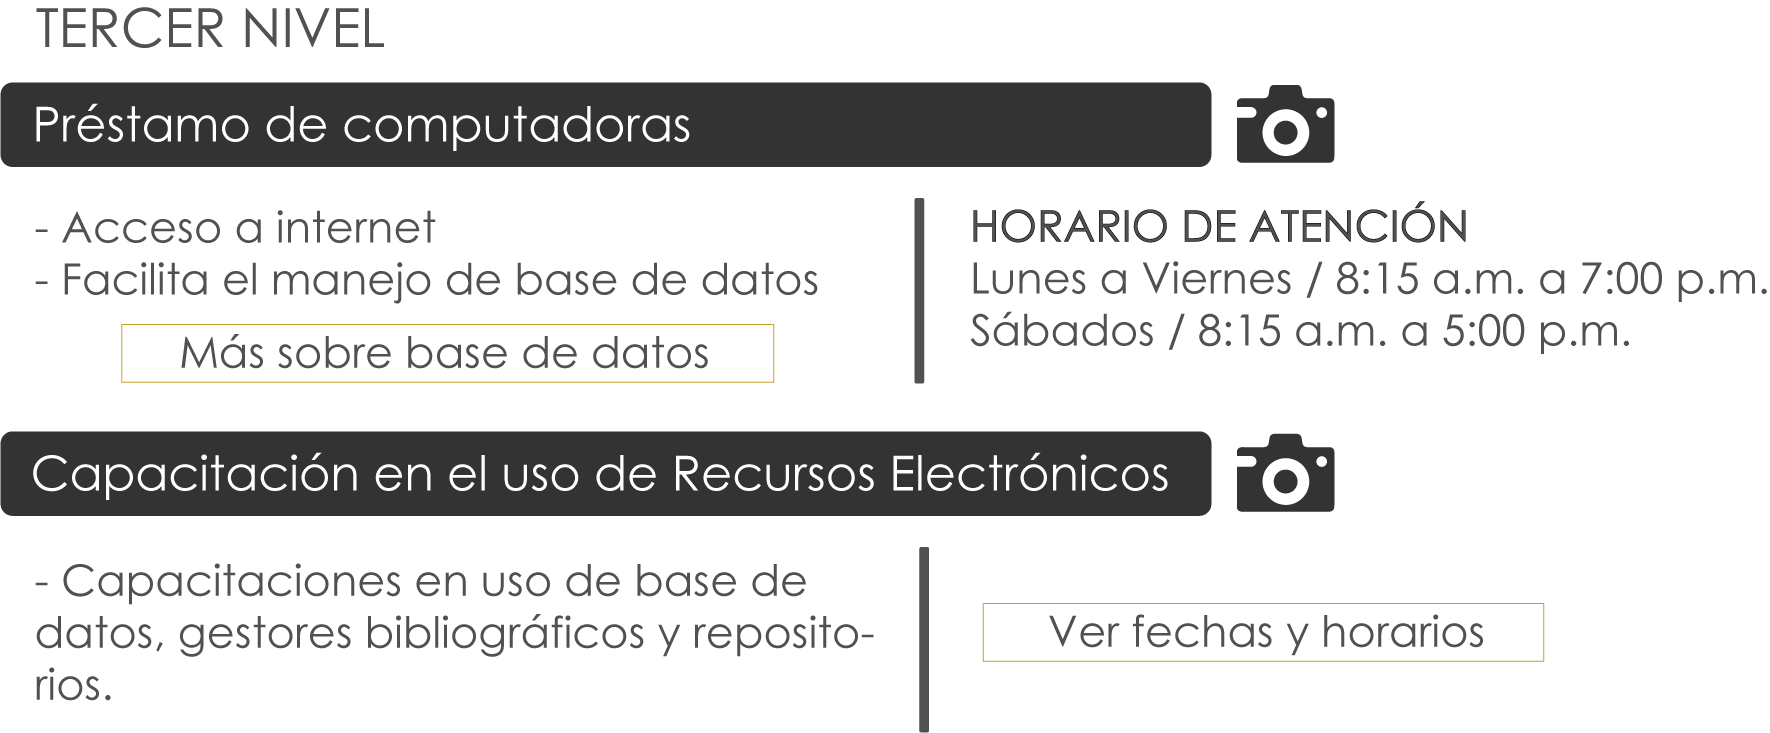 TERCER NIVEL
Préstamo de computadoras
- Acceso a internet
- Facilita el manejo de base de datos
Más sobre base de datos
HORARIO DE ATENCIÓN
Lunes a Viernes / 8:15 a.m. a 7:00 p.m.
Sábados / 8:15 a.m. a 5:00 p.m.
Capacitación en el uso de Recursos Electrónicos
- Capacitaciones en uso de base de
datos, gestores bibliográficos y reposito-
rios.
Ver fechas y horarios